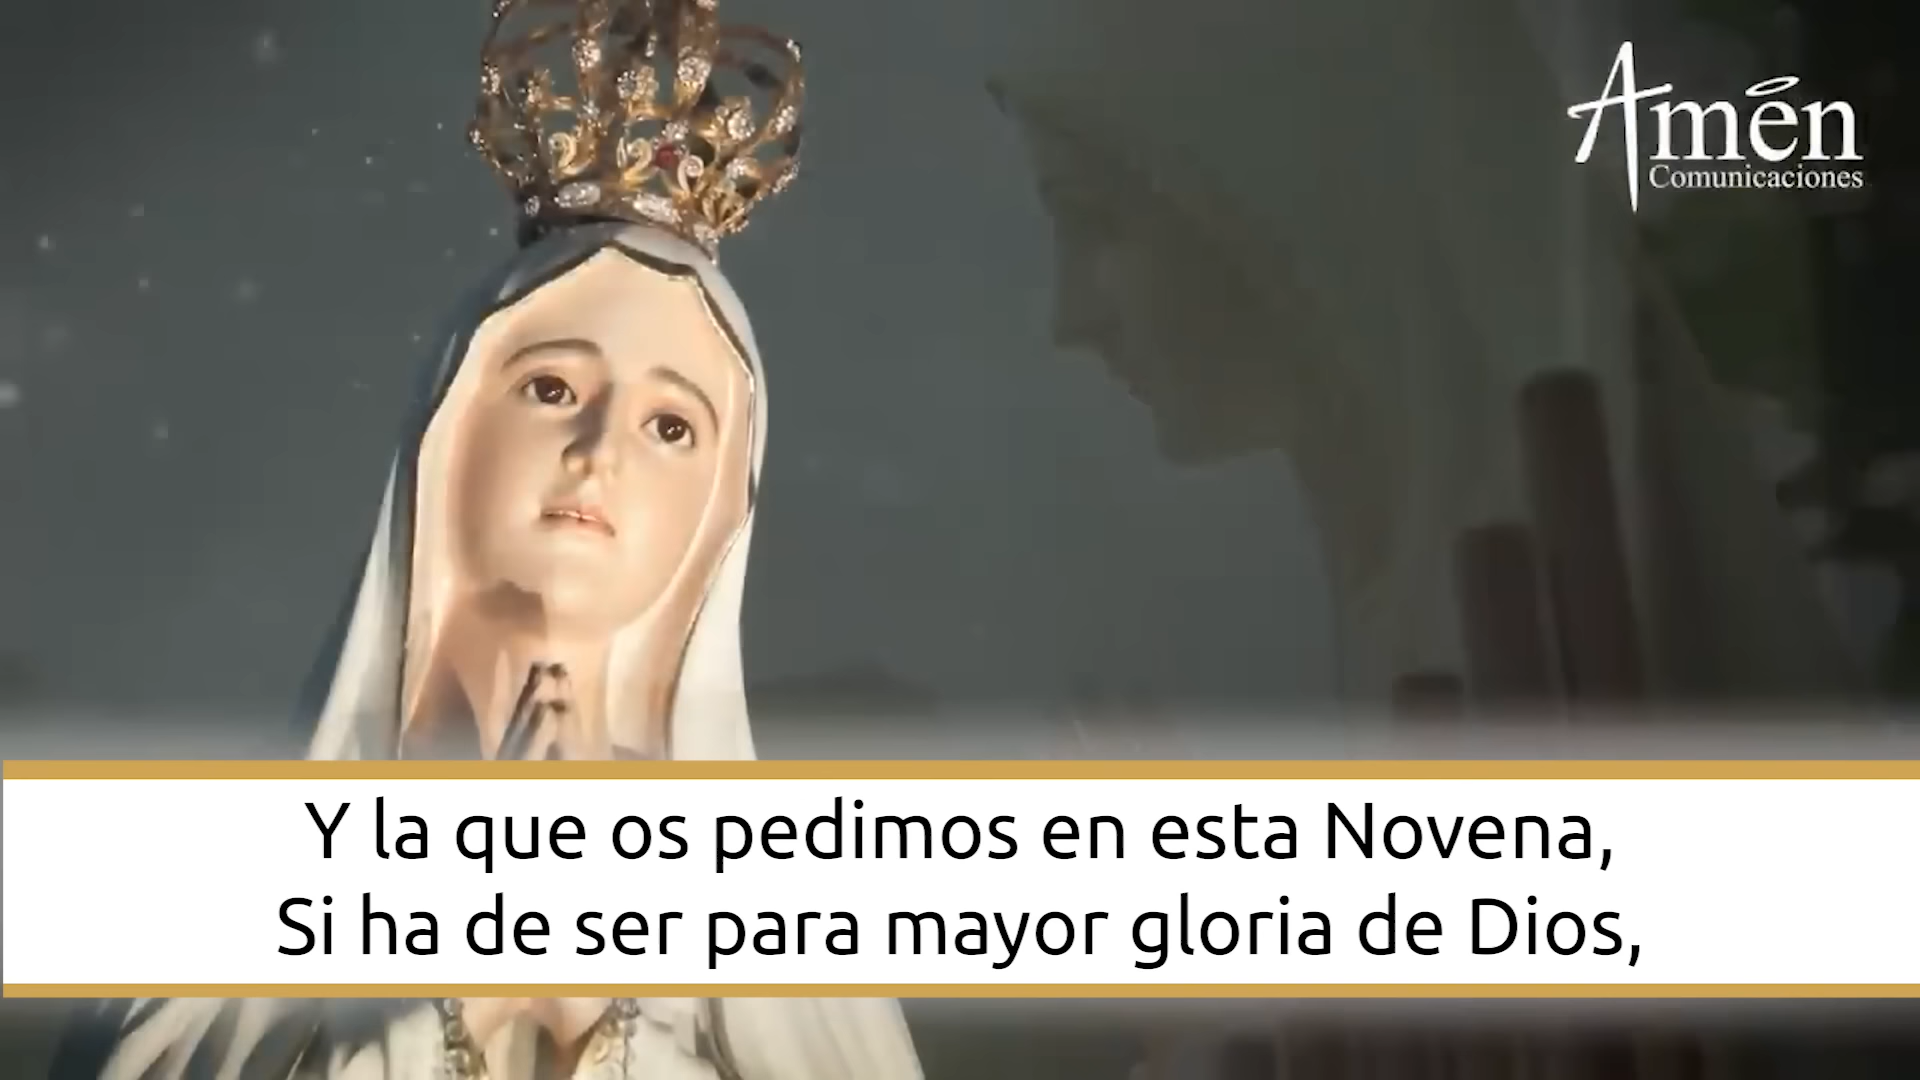 Amén
Comunicaciones
Y la que os pedimos en esta Novena,
Si ha de ser para mayor gloria de Dios,